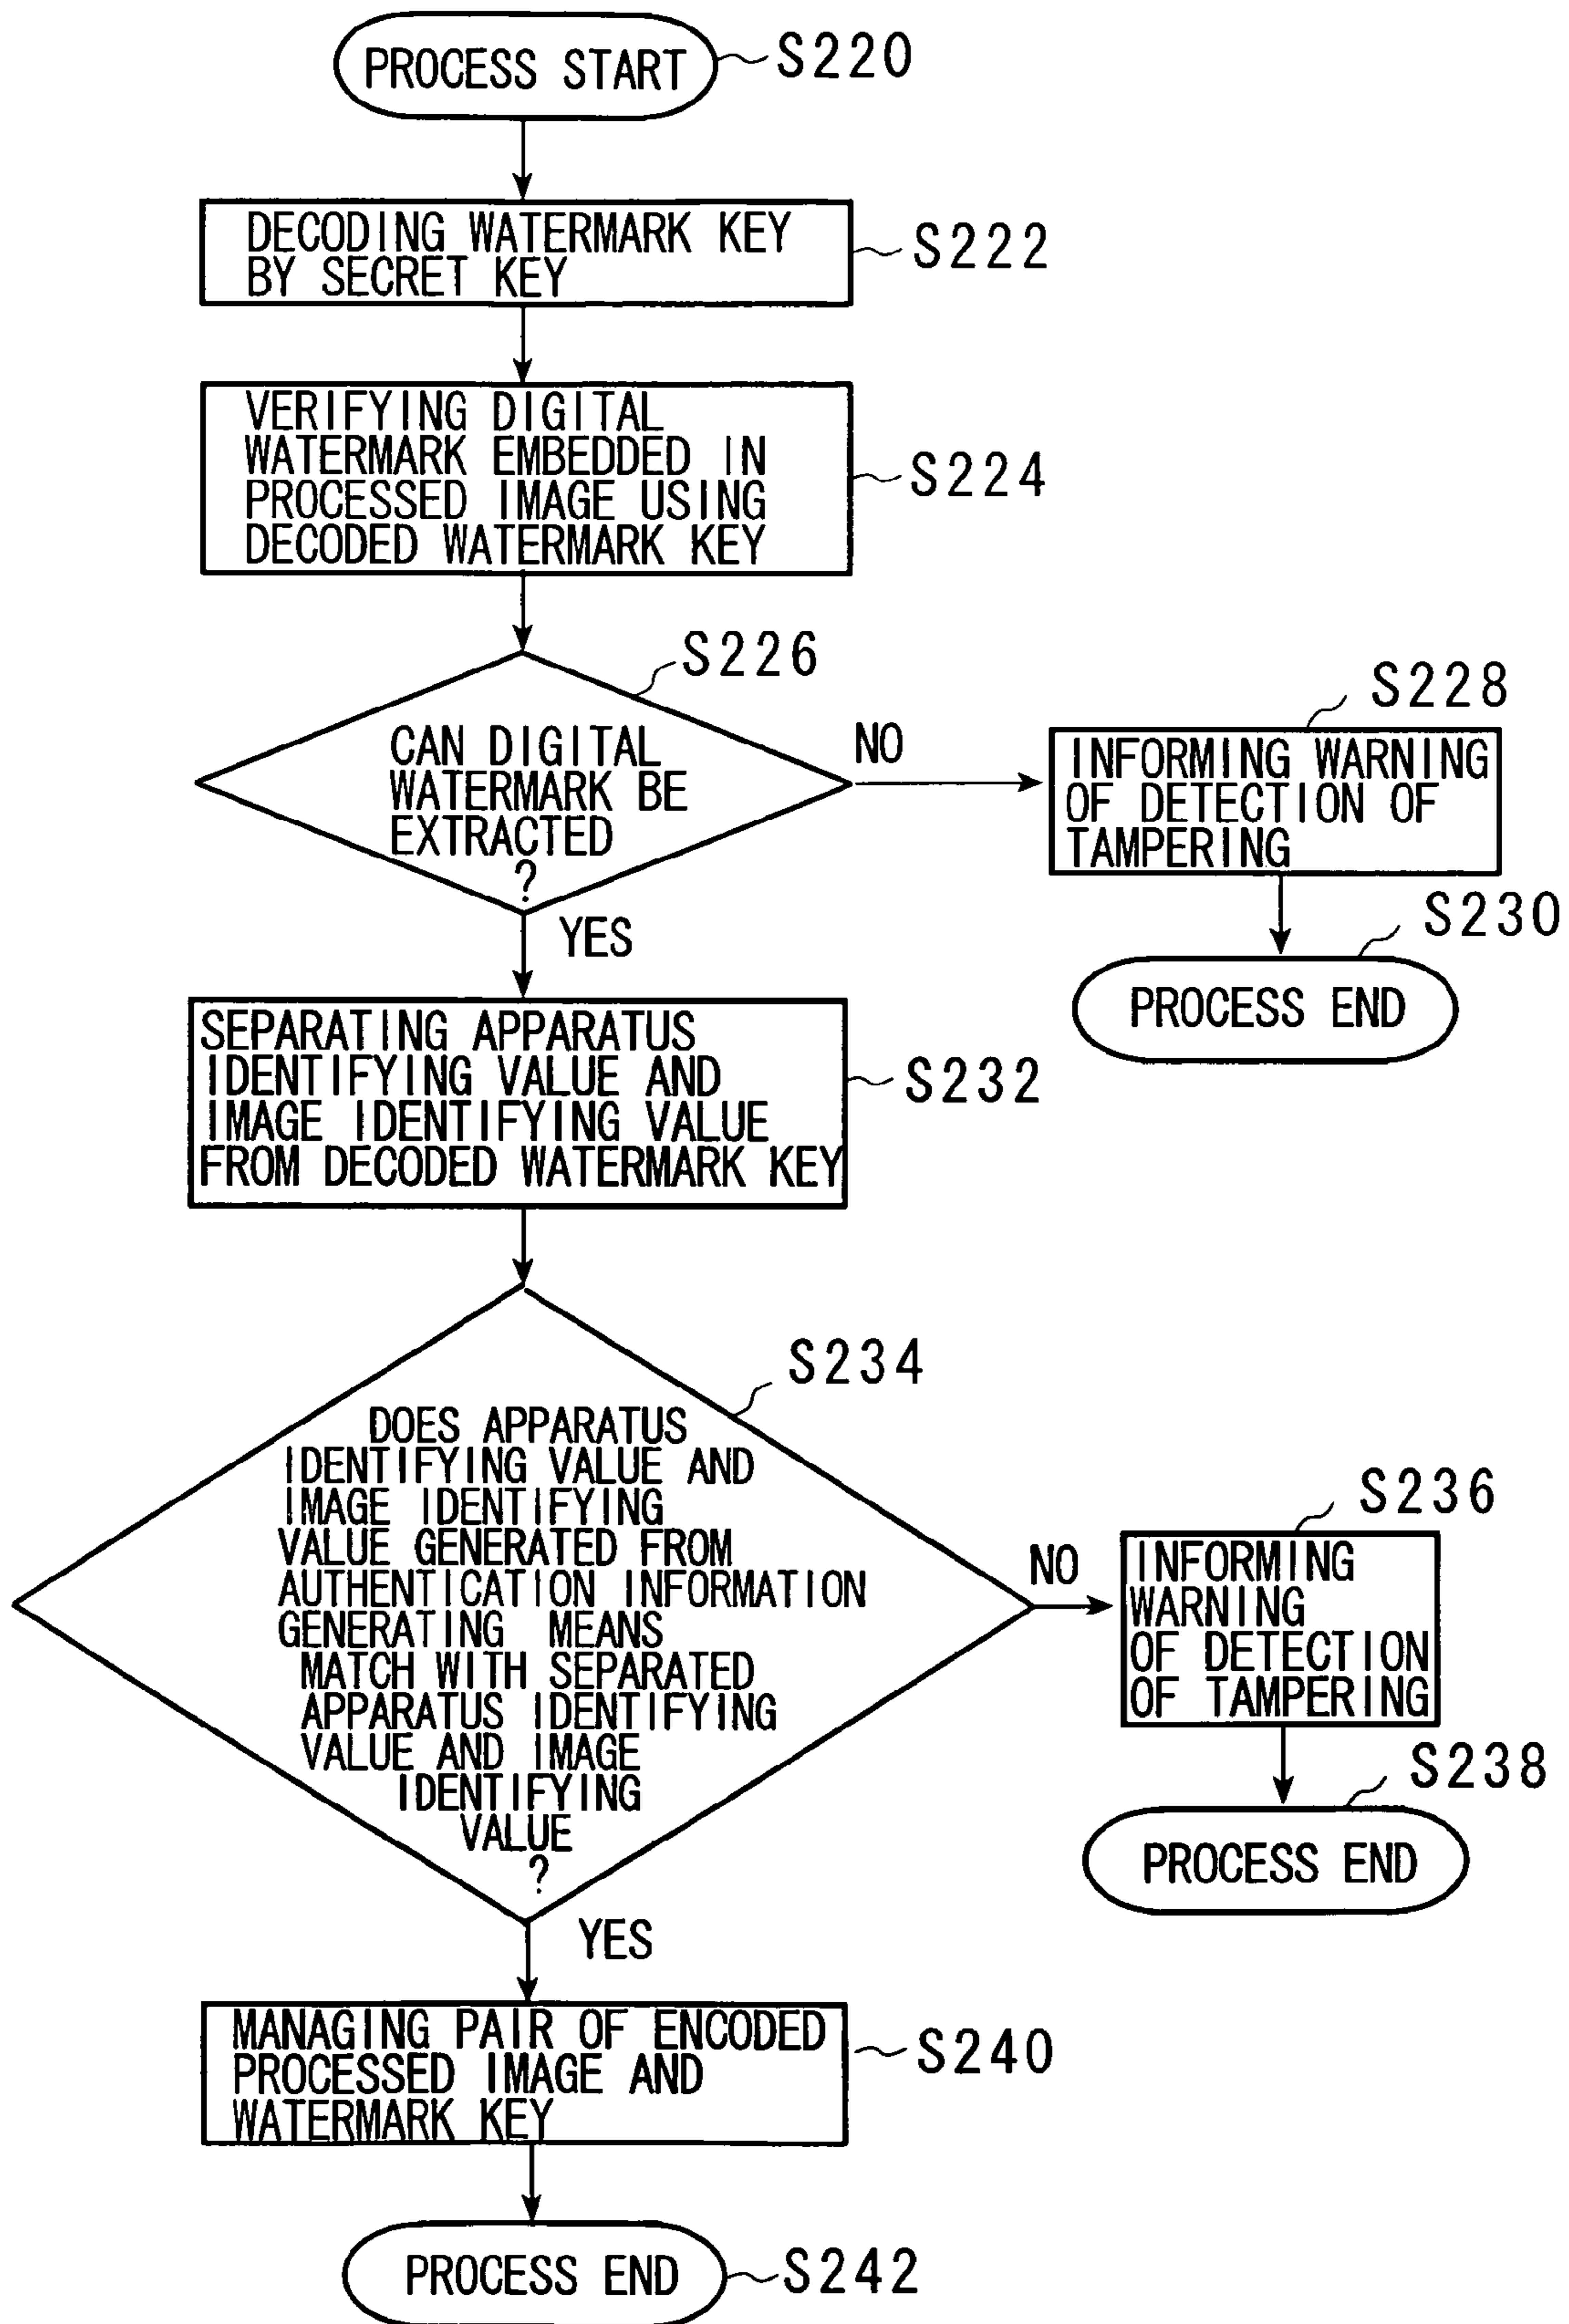 PROCESS START
S220
DECODING WATERMARK KEY
BY SECRET KEY
S222
VERIFYING DIGITAL
WATERMARK EMBEDDED IN
PROCESSED IMAGE USING
DECODED WATERMARK KEY
S224
S226
CAN DIGITAL
WATERMARK BE
EXTRACTED
?
NO
S228
INFORMING WARNING
OF DETECTION OF
TAMPERING
S230
PROCESS END
YES
SEPARATING APPARATUS
IDENTIFYING VALUE AND
IMAGE IDENTIFYING VALUE
FROM DECODED WATERMARK KEY
S232
S234
DOES APPARATUS
IDENTIFYING VALUE AND
IMAGE IDENTIFYING
VALUE GENERATED FROM
AUTHENTICATION INFORMATION
GENERATING MEANS
MATCH WITH SEPARATED
APPARATUS IDENTIFYING
VALUE AND IMAGE
IDENTIFYING
VALUE
?
NO
S236
INFORMING
WARNING
OF DETECTION
OF TAMPERING
S238
PROCESS END
YES
MANAGING PAIR OF ENCODED
PROCESSED IMAGE AND
WATERMARK KEY
S240
PROCESS END
S242